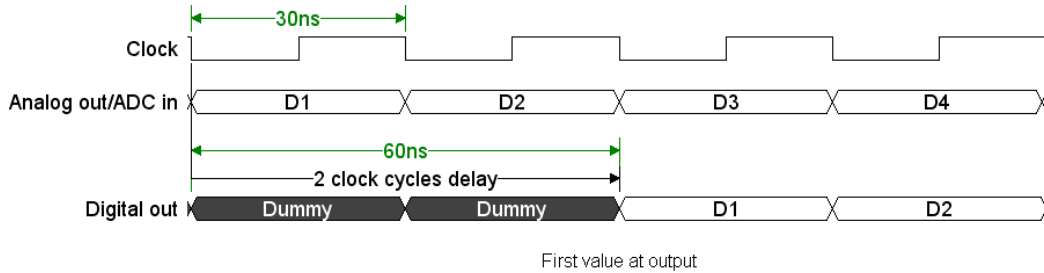 30ns
Clock
Analog out/ADC in D1 D2 D3 D4
60ns
2 clock cycles delay
Digital out Dummy Dummy D1 D2
First value at output